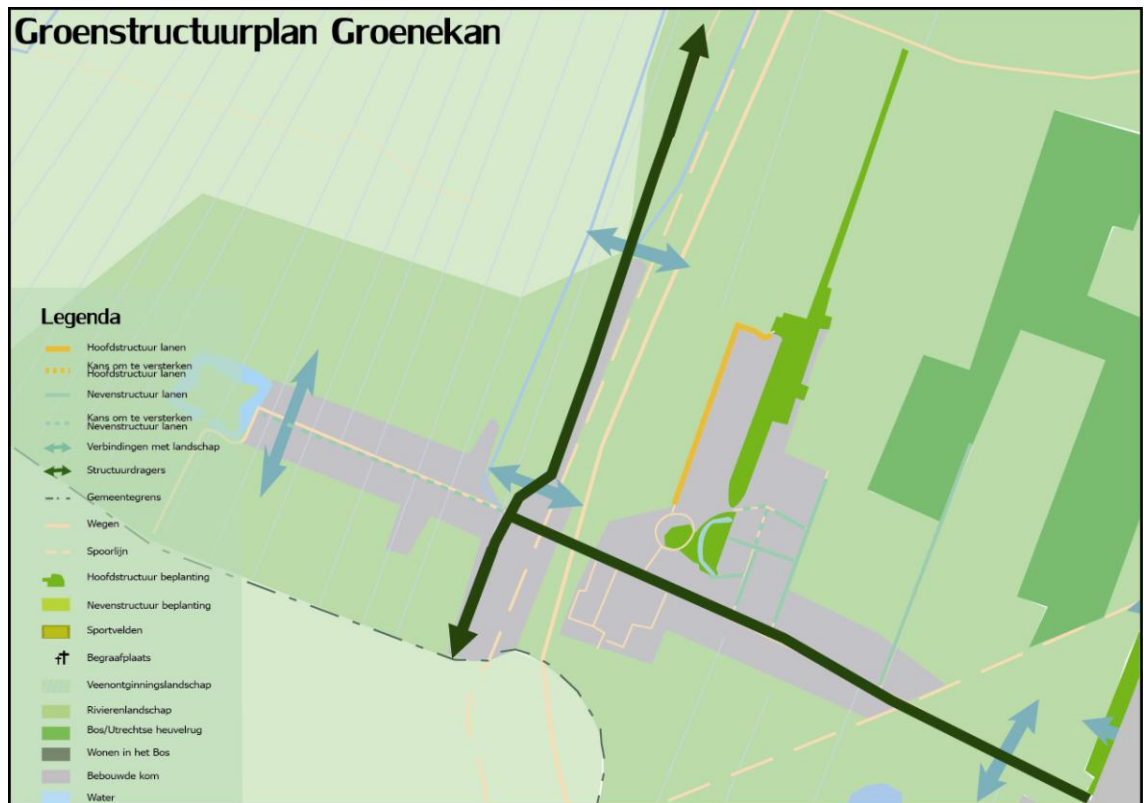 Groenstructuurplan Groenekan
Legenda
Hoofdstructuur lanen
Kans om te versterken
Hoofdstructuur lanen
Nevenstructuur lanen
Kans om te versterken
Nevenstructuur lanen
Verbindingen met landschap
Structuurdragers
Gemeentegrens
Wegen
Spoorlijn
Hoofdstructuur beplanting
Nevenstructuur beplanting
Sportvelden
Begraafplaats
Veenontginningslandschap
Rivierenlandschap
Bos/Utrechtse heuvelrug
Wonen in het Bos
Bebouwde kom
Water